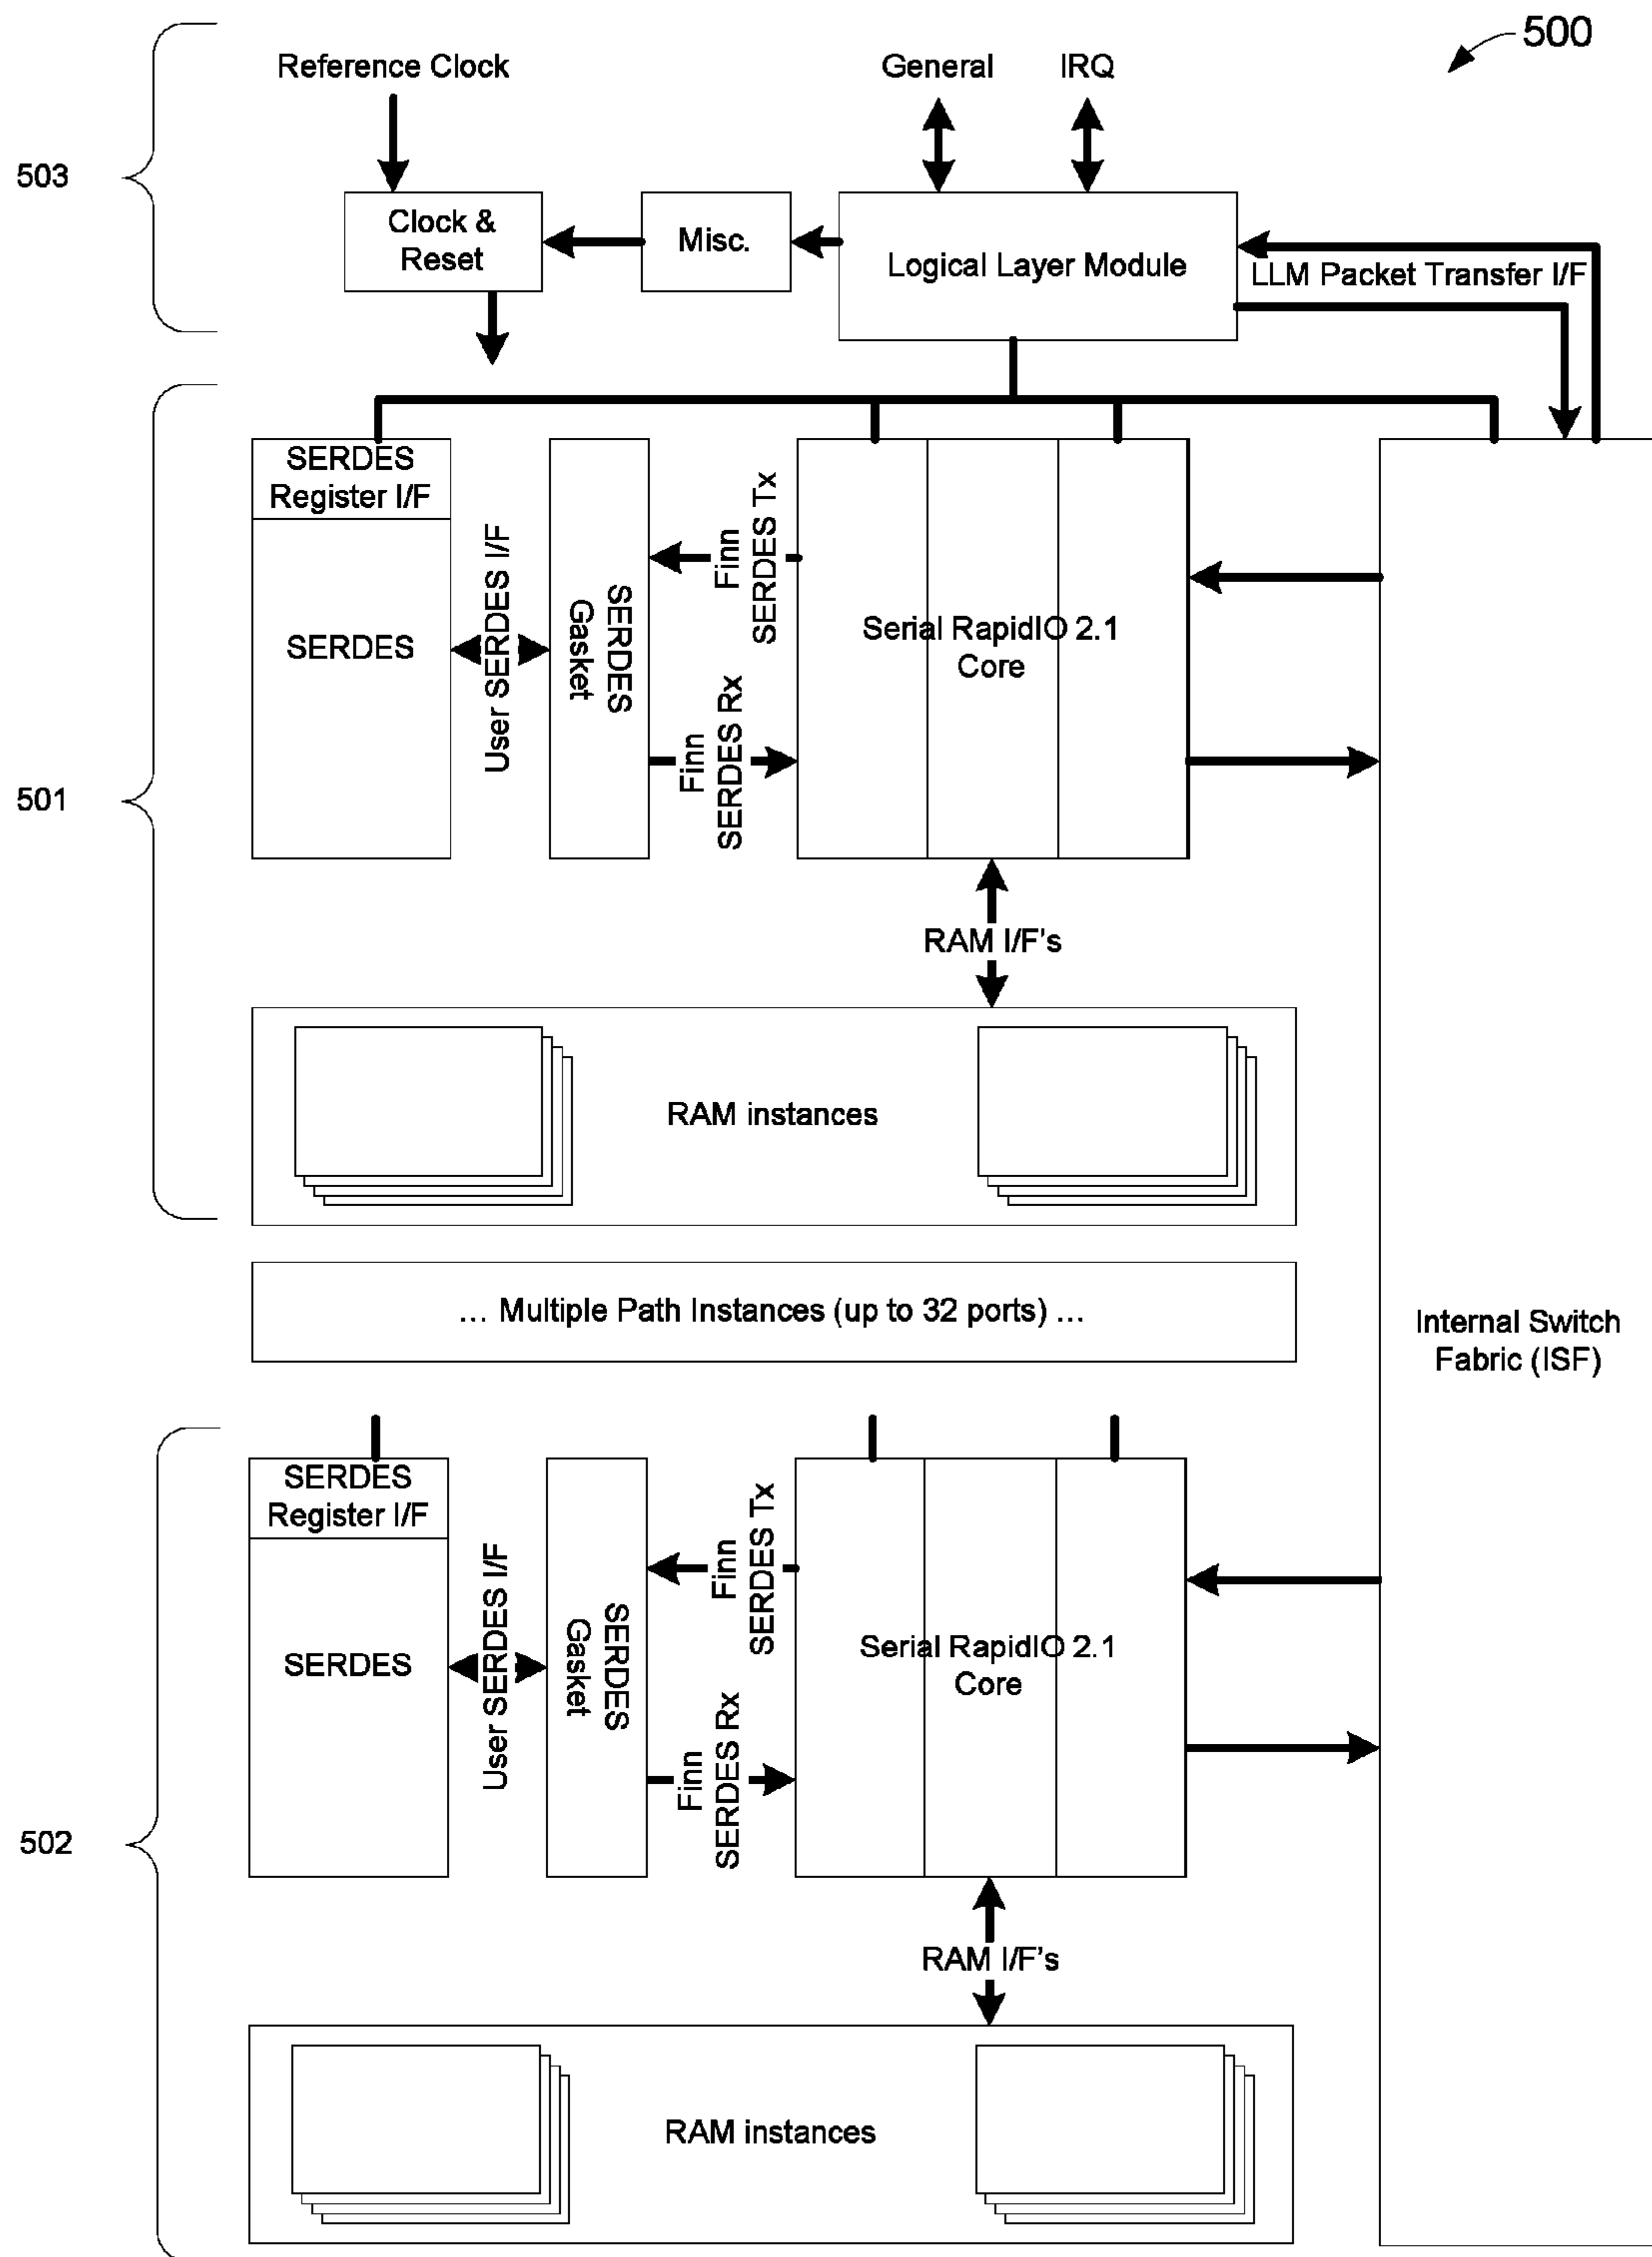 500
Reference Clock
General
IRQ
503
Clock &
Reset
Misc.
Logical Layer Module
LLM Packet Transfer I/F
501
SERDES
Register I/F
SERDES
User SERDES I/F
SERDES
Gasket
Finn
SERDES Tx
Finn
SERDES Rx
Serial RapidIO 2.1
Core
RAM I/F's
RAM instances
... Multiple Path Instances (up to 32 ports) ...
Internal Switch
Fabric (ISF)
502
SERDES
Register I/F
SERDES
User SERDES I/F
SERDES
Gasket
Finn
SERDES Tx
Finn
SERDES Rx
Serial RapidIO 2.1
Core
RAM I/F's
RAM instances